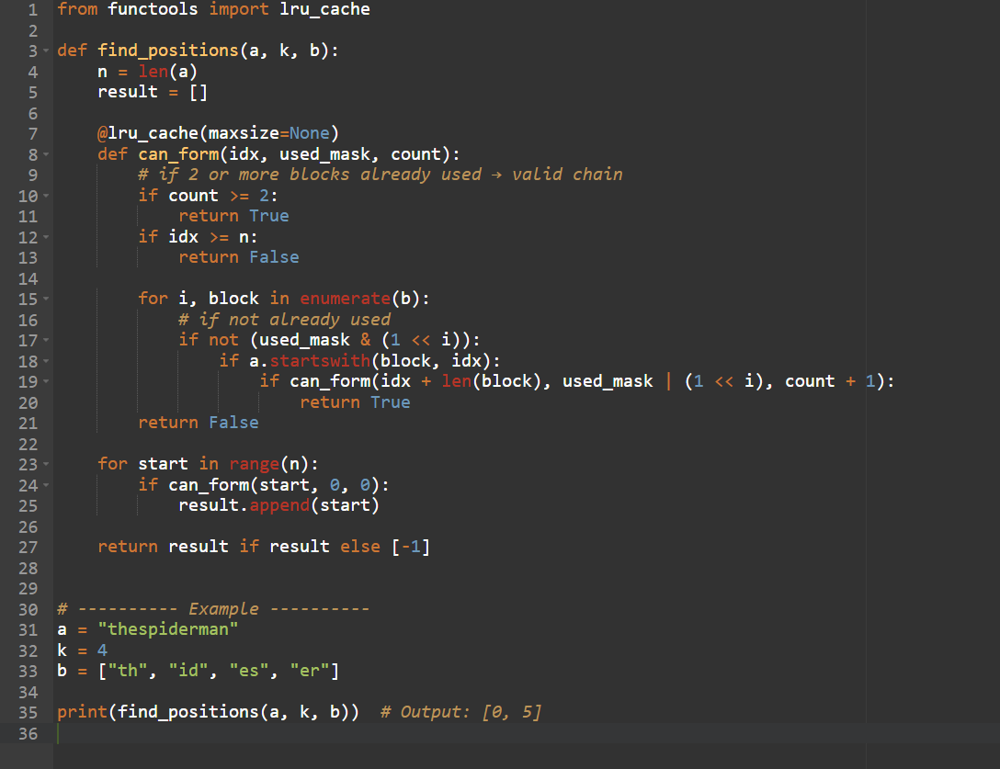 1 from functools import lru_cache
2
3 def find_positions(a, k, b):
4     n = len(a)
5     result = []
6
7     @lru_cache(maxsize=None)
8     def can_form(idx, used_mask, count):
9         # if 2 or more blocks already used → valid chain
10         if count >= 2:
11             return True
12         if idx >= n:
13             return False
14
15         for i, block in enumerate(b):
16             # if not already used
17             if not (used_mask & (1 << i)):
18                 if a.startswith(block, idx):
19                     if can_form(idx + len(block), used_mask | (1 << i), count + 1):
20                         return True
21         return False
22
23     for start in range(n):
24         if can_form(start, 0, 0):
25             result.append(start)
26
27     return result if result else [-1]
28
29
30 # ---------- Example ----------
31 a = "thespiderman"
32 k = 4
33 b = ["th", "id", "es", "er"]
34
35 print(find_positions(a, k, b))  # Output: [0, 5]
36